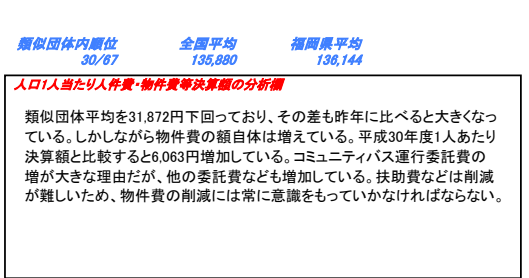 類似団体内順位 全国平均 福岡県平均
30/67 135,880 136,144
人口1人当たり人件費・物件費等決算額の分析欄
類似団体平均を31,872円下回っており、その差も昨年に比べると大きくなっ
ている。しかしながら物件費の額自体は増えている。平成30年度1人あたり
決算額と比較すると6,063円増加している。コミュニティバス運行委託費の
増が大きな理由だが、他の委託費なども増加している。扶助費などは削減
が難しいため、物件費の削減には常に意識をもっていかなければならない。